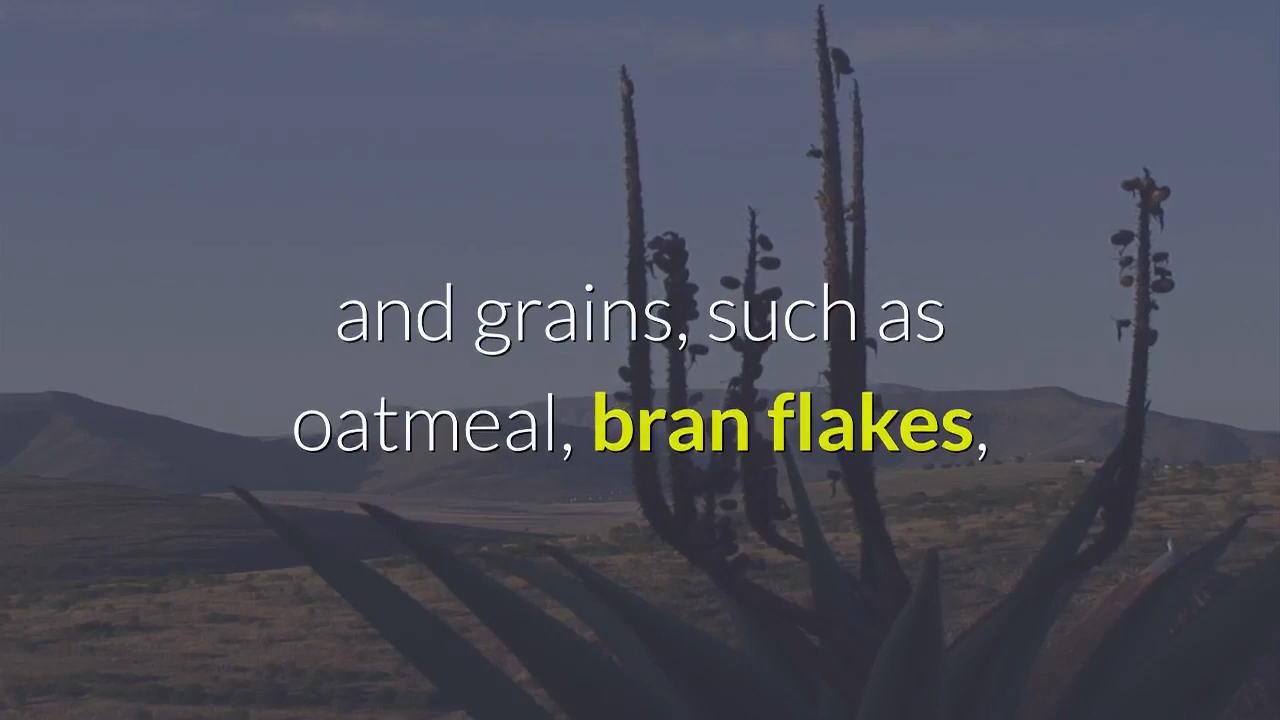 and grains, such as
oatmeal, bran flakes,